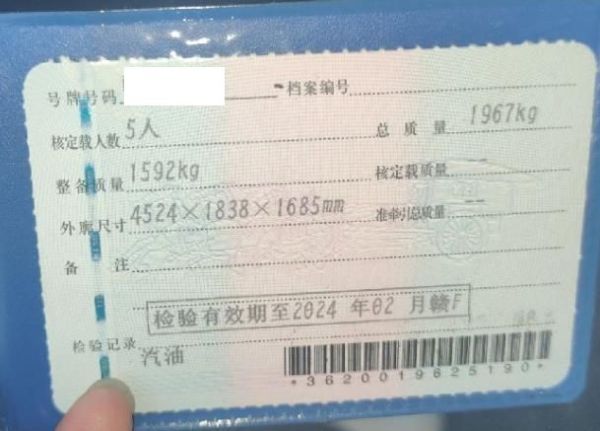 号牌号码 档案编号
核定载人数 5人 总质量 1967kg
整备质量 1592kg 核定载质量 --
外廓尺寸 4524×1838×1685mm 准牵引总质量 --
备注
检验有效期至2024年02月赣F
检验记录
汽油
*3620019625190*